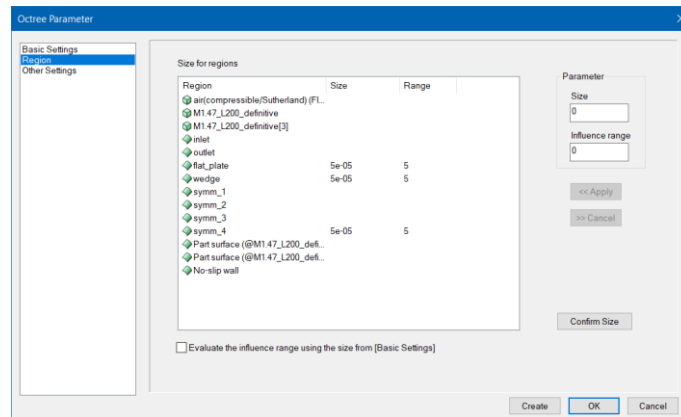 Octree Parameter
Basic Settings
Region
Other Settings
Size for regions
Region Size Range
air(compressible/Sutherland) (Fl...
M1.47_L200_definitive
M1.47_L200_definitive[3]
inlet
outlet
flat_plate 5e-05 5
wedge 5e-05 5
symm_1
symm_2
symm_3
symm_4 5e-05 5
Part surface (@M1.47_L200_defi...
Part surface (@M1.47_L200_defi...
No-slip wall
Evaluate the influence range using the size from [Basic Settings]
Parameter
Size
0
Influence range
0
<< Apply
>> Cancel
Confirm Size
Create OK Cancel